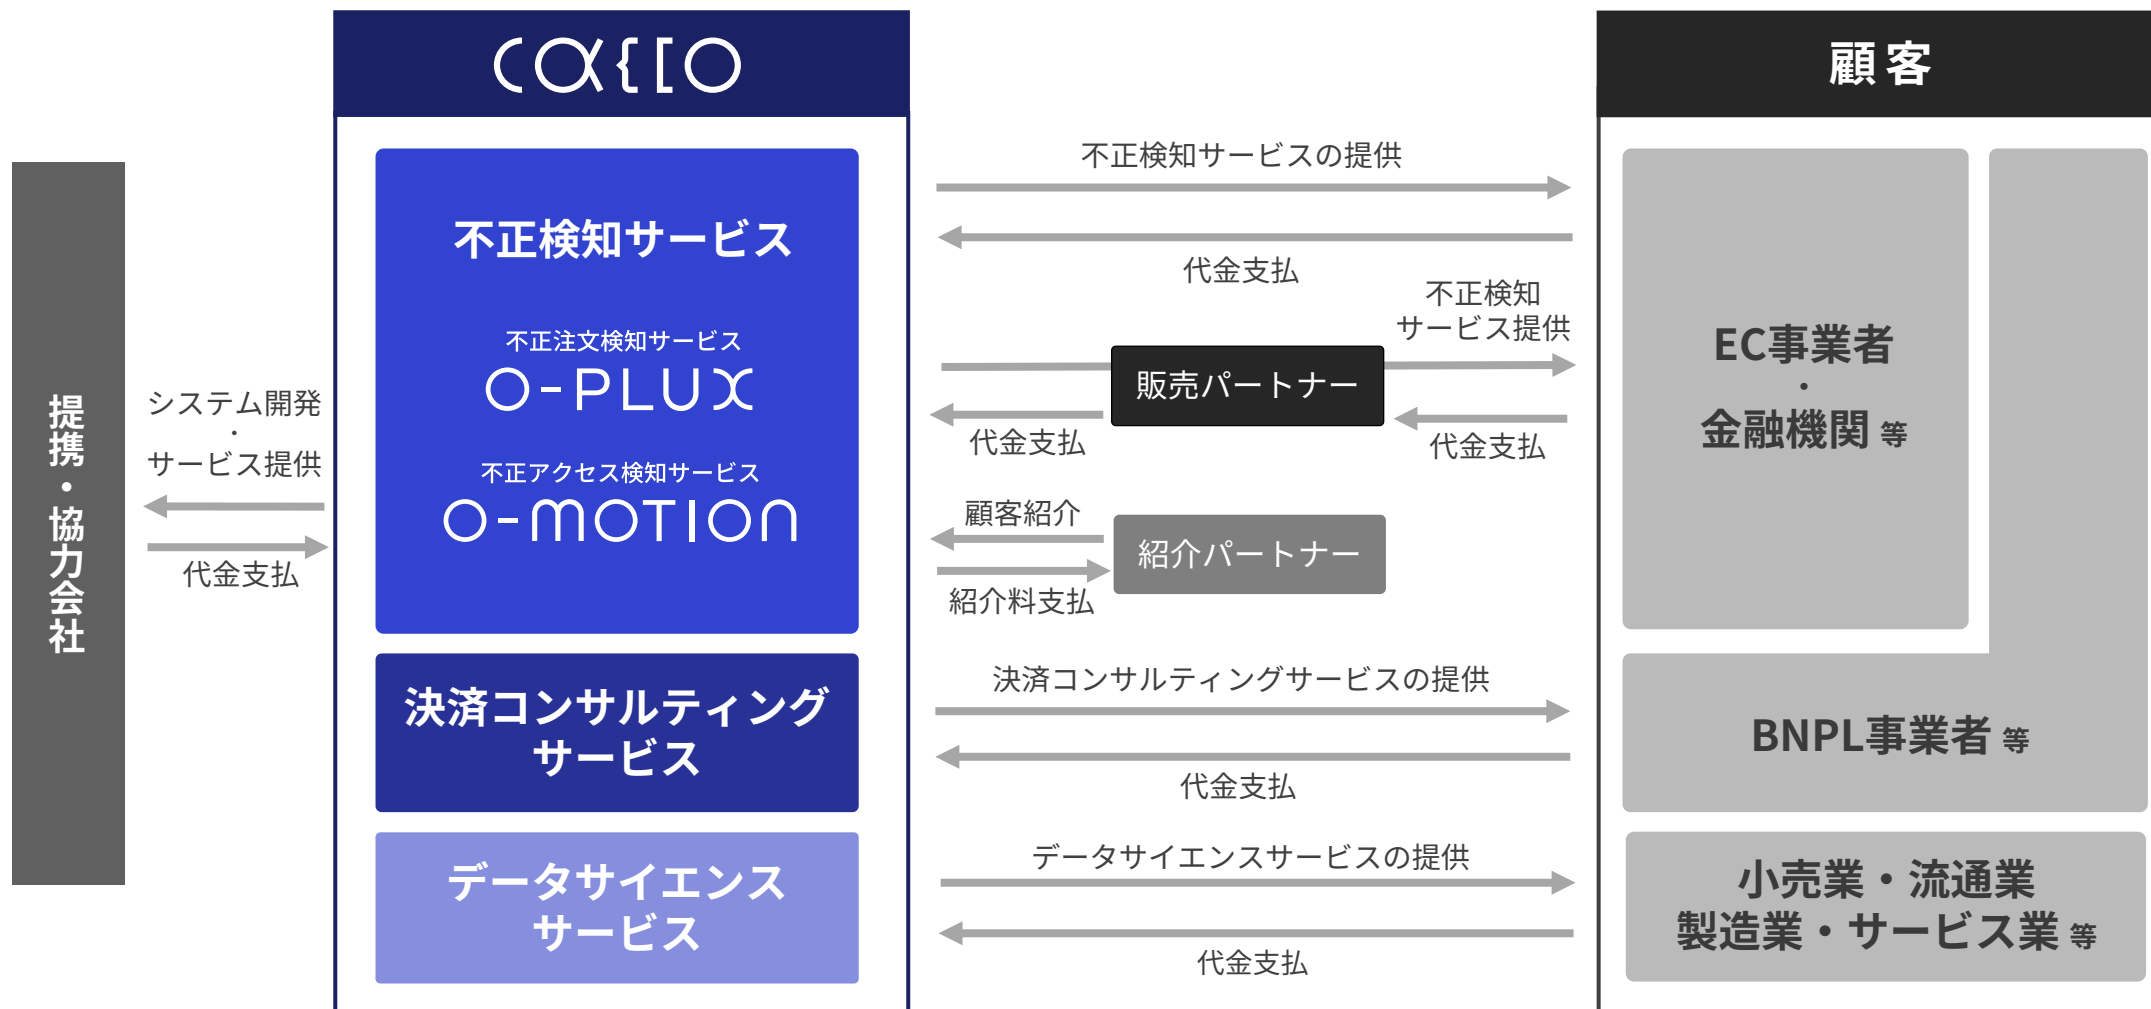 cacco
顧客
提携・協力会社
システム開発
・
サービス提供
代金支払
不正検知サービス
不正注文検知サービス
O-PLUX
不正アクセス検知サービス
O-MOTION
決済コンサルティング
サービス
データサイエンス
サービス
不正検知サービスの提供
代金支払
不正検知
サービス提供
販売パートナー
代金支払
代金支払
顧客紹介
紹介パートナー
紹介料支払
決済コンサルティングサービスの提供
代金支払
データサイエンスサービスの提供
代金支払
EC事業者
・
金融機関 等
BNPL事業者 等
小売業・流通業
製造業・サービス業 等